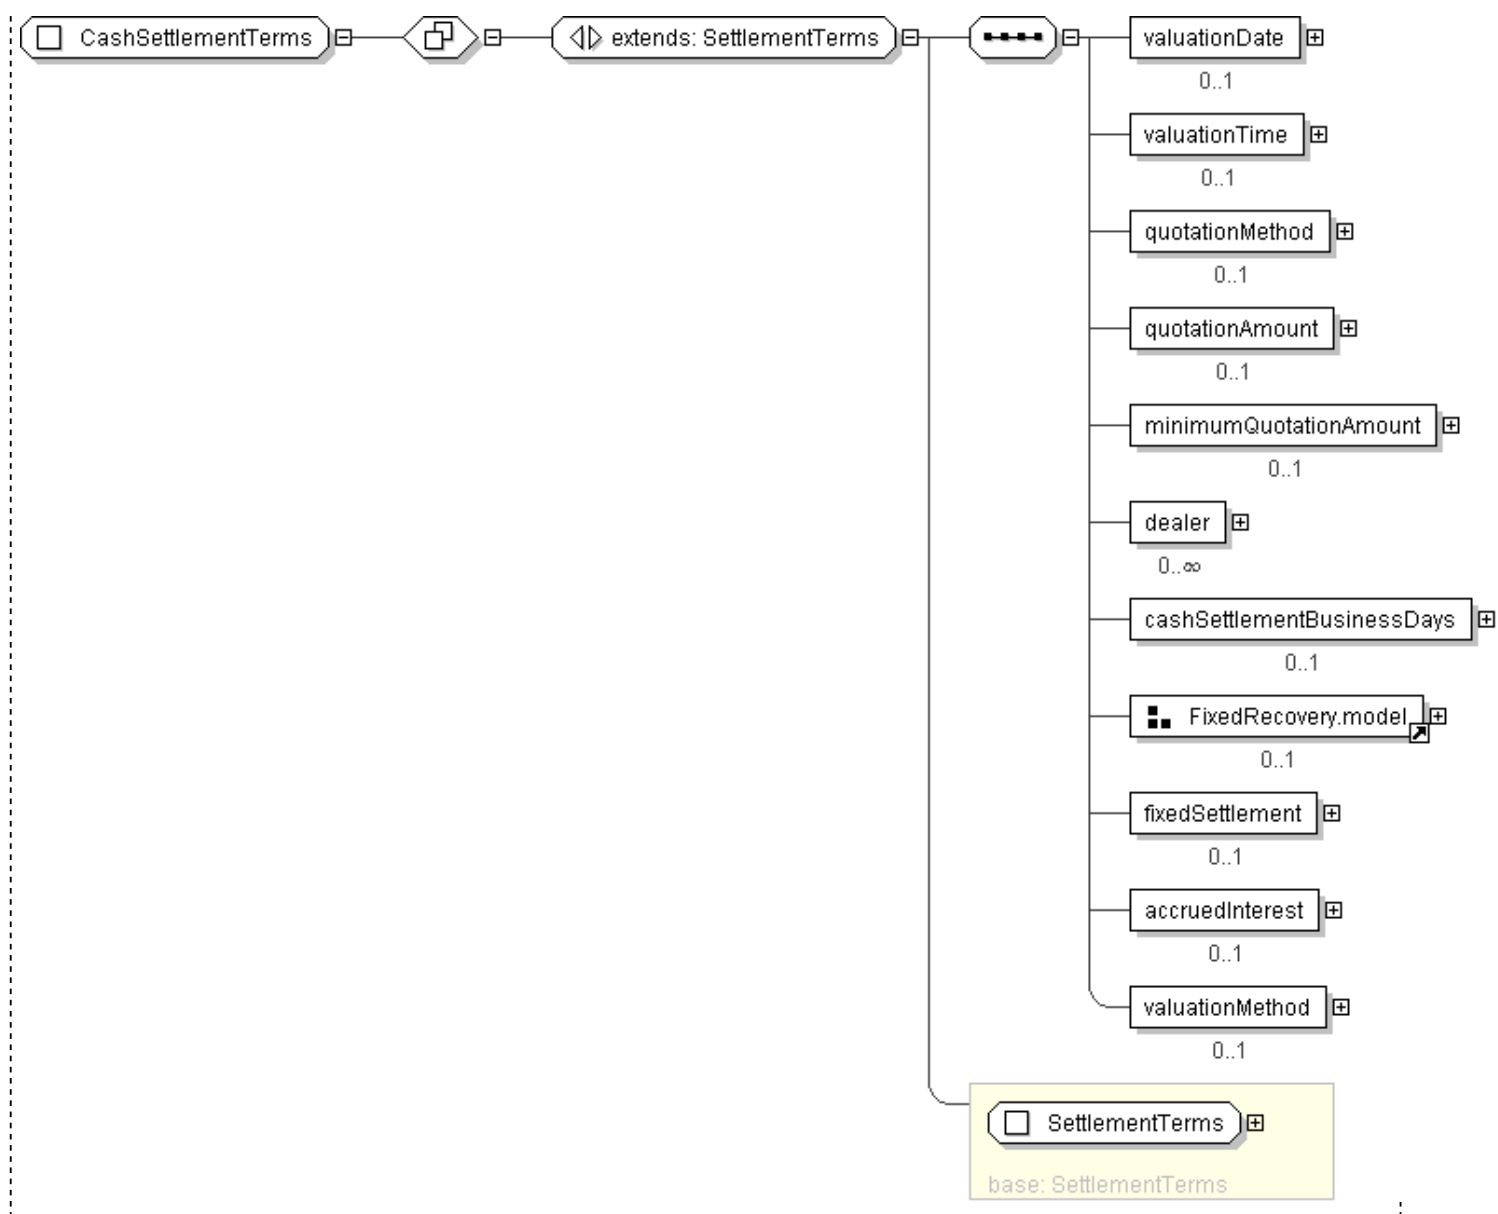 CashSettlementTerms
extends: SettlementTerms
valuationDate
0..1
valuationTime
0..1
quotationMethod
0..1
quotationAmount
0..1
minimumQuotationAmount
0..1
dealer
0..∞
cashSettlementBusinessDays
0..1
FixedRecovery.model
0..1
fixedSettlement
0..1
accruedInterest
0..1
valuationMethod
0..1
SettlementTerms
base: SettlementTerms